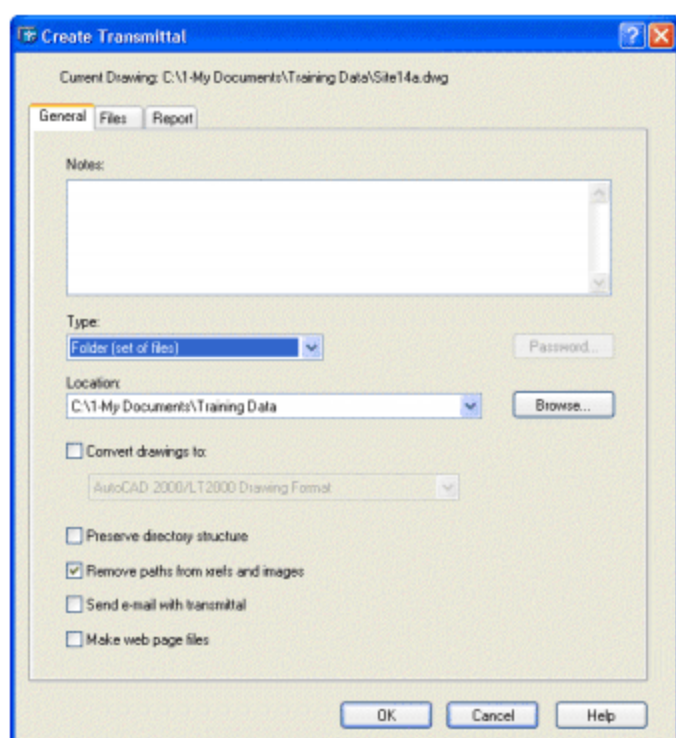 Create Transmittal
Current Drawing: C:\1-My Documents\Training Data\Site14a.dwg
General Files Report
Notes:
Type:
Folder (set of files)
Password...
Location:
C:\1-My Documents\Training Data
Browse...
Convert drawings to:
AutoCAD 2000/LT2000 Drawing Format
Preserve directory structure
Remove paths from xrefs and images
Send e-mail with transmittal
Make web page files
OK Cancel Help